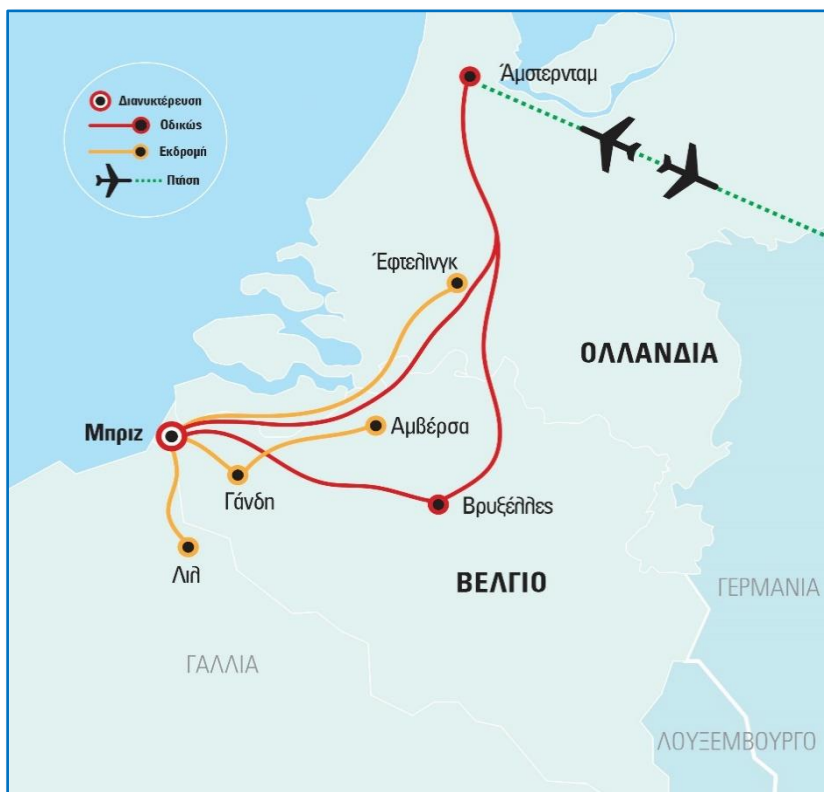 Άμστερνταμ
Διανυκτέρευση
Οδικώς
Εκδρομή
Πτήση
Έφτελινγκ
ΟΛΛΑΝΔΙΑ
Μπριζ
Αμβέρσα
Γάνδη
Βρυξέλλες
Λιλ
ΒΕΛΓΙΟ
ΓΕΡΜΑΝΙΑ
ΓΑΛΛΙΑ
ΛΟΥΞΕΜΒΟΥΡΓΟ